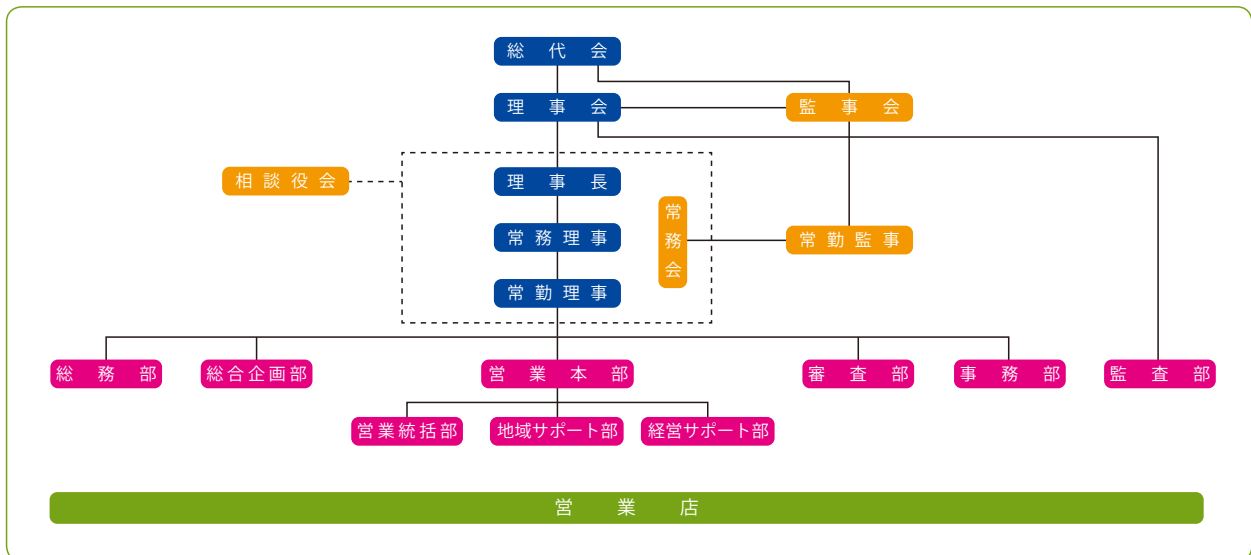 総代会
理事会
監事会
相談役会
理事長
常務会
常務理事
常勤監事
常勤理事
総務部
総合企画部
営業本部
審査部
事務部
監査部
営業統括部
地域サポート部
経営サポート部
営業店